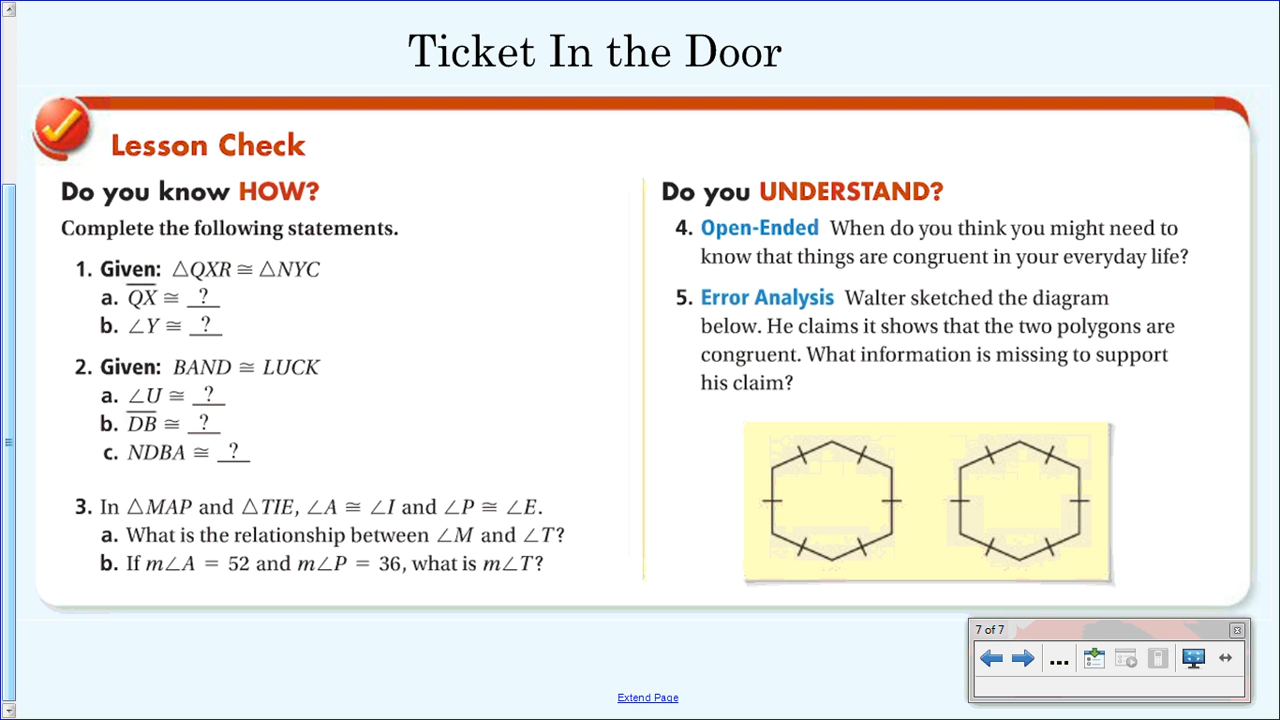 Ticket In the Door
Lesson Check
Do you know HOW?
Complete the following statements.
1. Given: △QXR ≅ △NYC
a. Q̅X̅ ≅ ?
b. ∠Y ≅ ?
2. Given: BAND ≅ LUCK
a. ∠U ≅ ?
b. D̅B̅ ≅ ?
c. NDBA ≅ ?
3. In △MAP and △TIE, ∠A ≅ ∠I and ∠P ≅ ∠E.
a. What is the relationship between ∠M and ∠T?
b. If m∠A = 52 and m∠P = 36, what is m∠T?
Do you UNDERSTAND?
4. Open-Ended When do you think you might need to
know that things are congruent in your everyday life?
5. Error Analysis Walter sketched the diagram
below. He claims it shows that the two polygons are
congruent. What information is missing to support
his claim?
7 of 7
...
Extend Page